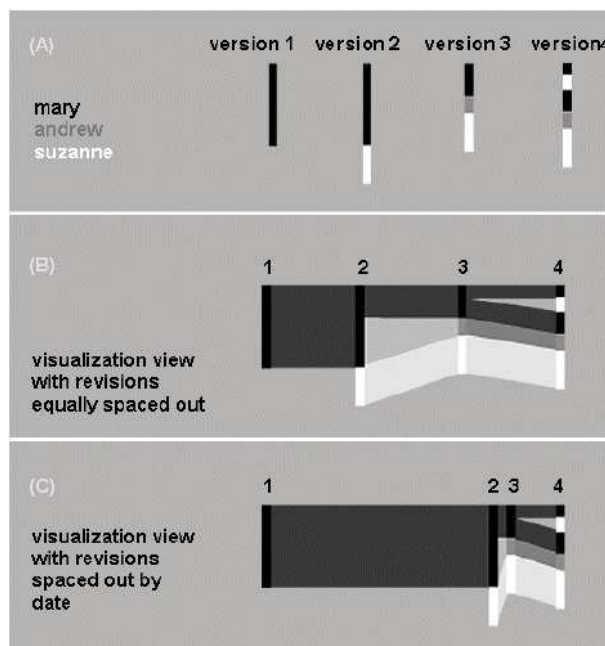 (A)
version 1 version 2 version 3 version4
mary
andrew
suzanne
(B)
1 2 3 4
visualization view
with revisions
equally spaced out
(C)
1 2 3 4
visualization view
with revisions
spaced out by
date